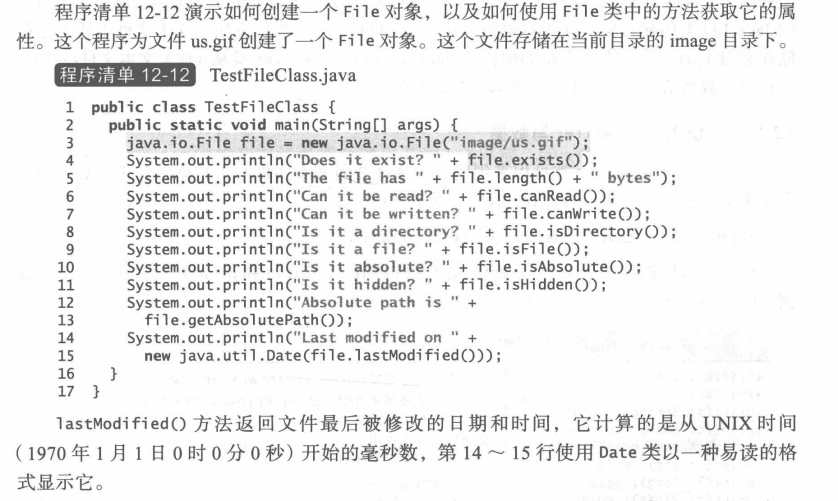 程序清单 12-12 演示如何创建一个 File 对象，以及如何使用 File 类中的方法获取它的属
性。这个程序为文件 us.gif 创建了一个 File 对象。这个文件存储在当前目录的 image 目录下。
程序清单 12-12 TestFileClass.java
1 public class TestFileClass {
2   public static void main(String[] args) {
3     java.io.File file = new java.io.File("image/us.gif");
4     System.out.println("Does it exist? " + file.exists());
5     System.out.println("The file has " + file.length() + " bytes");
6     System.out.println("Can it be read? " + file.canRead());
7     System.out.println("Can it be written? " + file.canWrite());
8     System.out.println("Is it a directory? " + file.isDirectory());
9     System.out.println("Is it a file? " + file.isFile());
10     System.out.println("Is it absolute? " + file.isAbsolute());
11     System.out.println("Is it hidden? " + file.isHidden());
12     System.out.println("Absolute path is " +
13       file.getAbsolutePath());
14     System.out.println("Last modified on " +
15       new java.util.Date(file.lastModified()));
16   }
17 }
lastModified() 方法返回文件最后被修改的日期和时间，它计算的是从 UNIX 时间
（1970 年 1 月 1 日 0 时 0 分 0 秒）开始的毫秒数，第 14 ～ 15 行使用 Date 类以一种易读的格
式显示它。